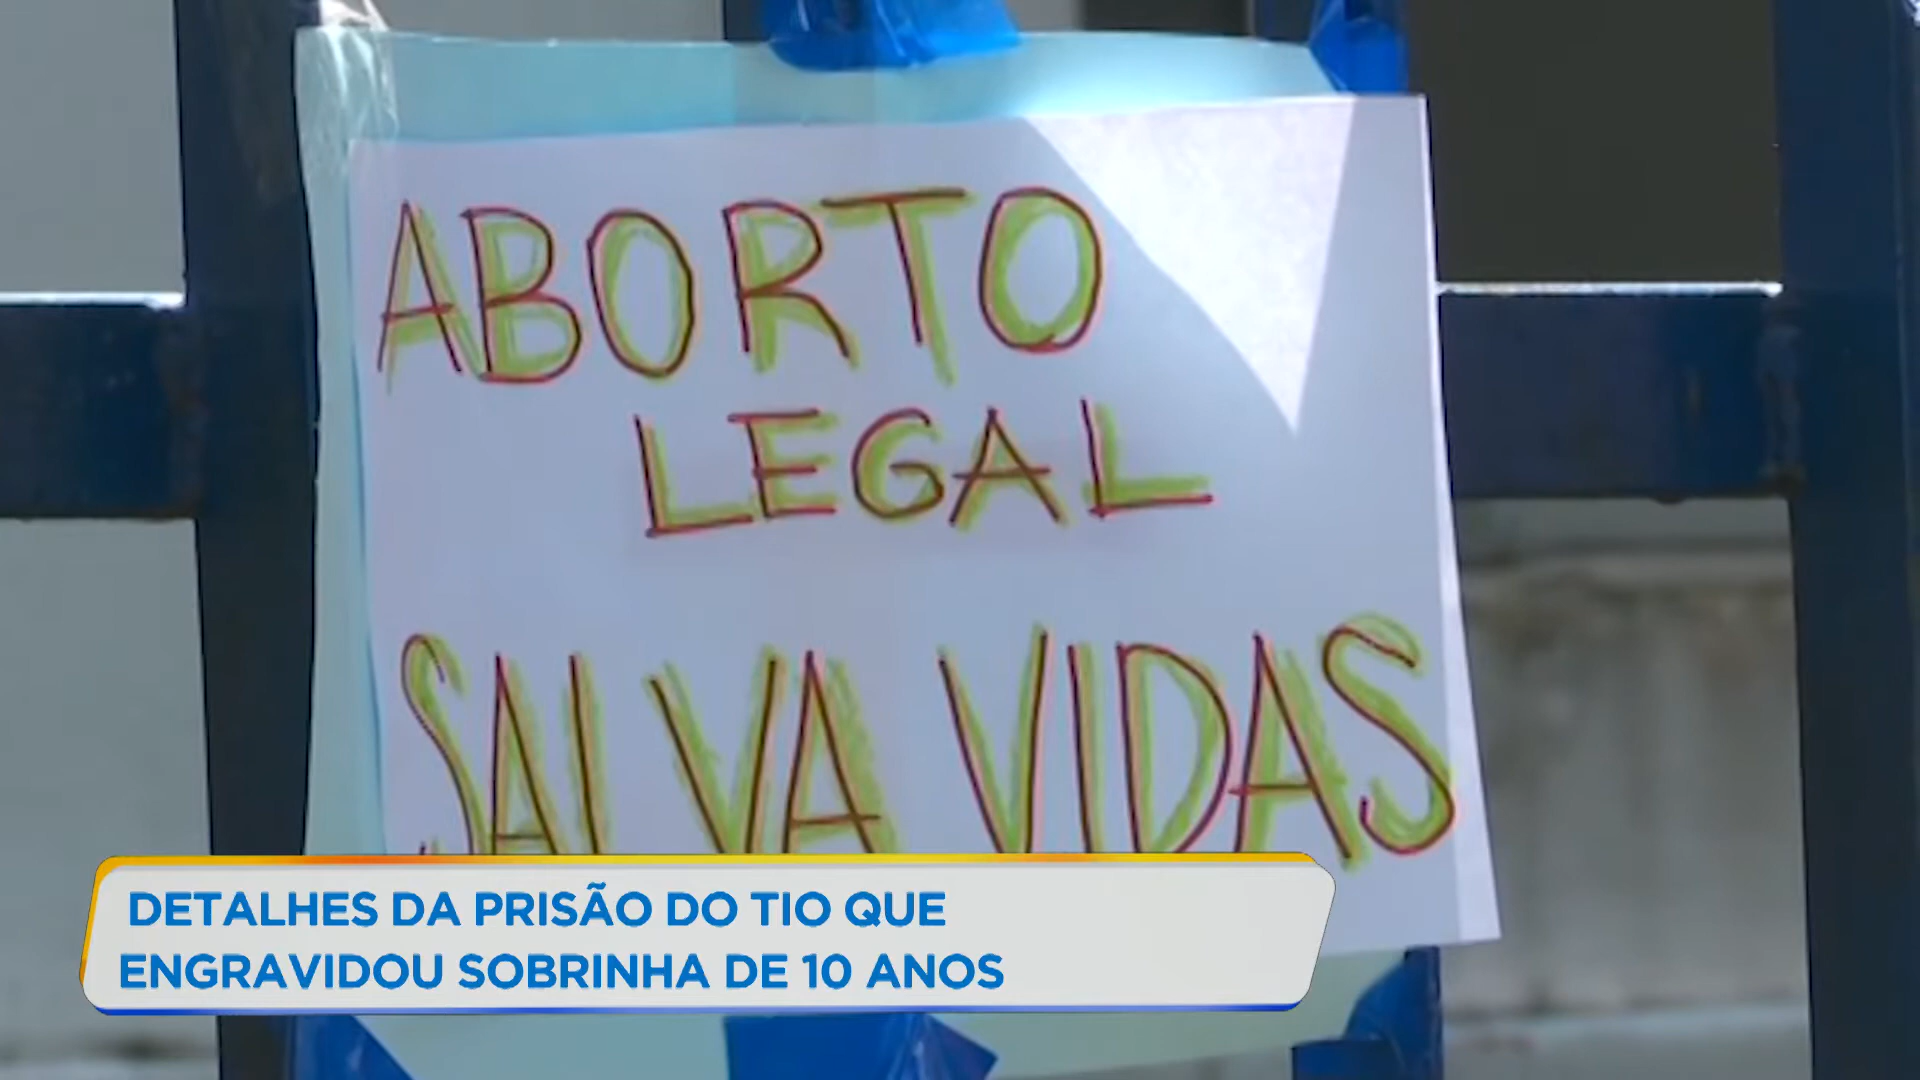 ABORTO
LEGAL
SALVA VIDAS
DETALHES DA PRISÃO DO TIO QUE
ENGRAVIDOU SOBRINHA DE 10 ANOS